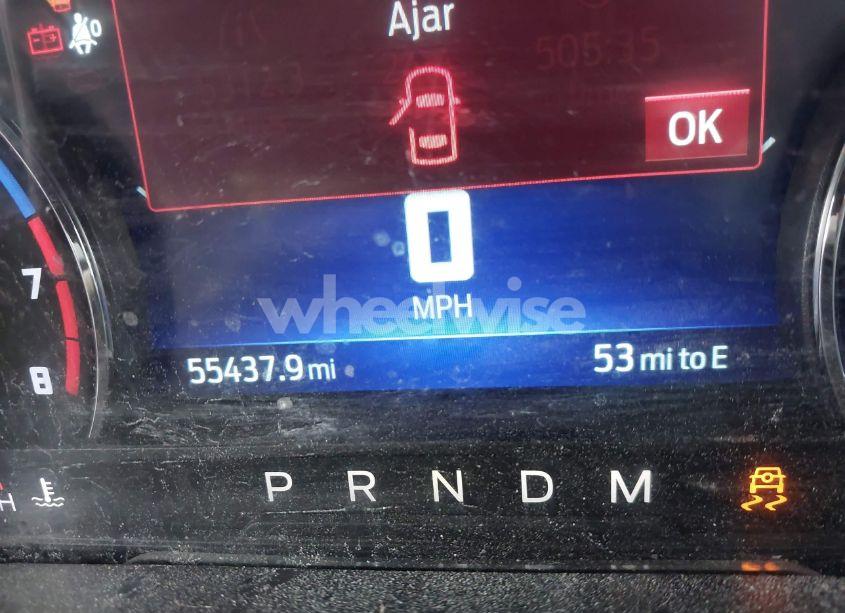 Ajar
505.35
OK
0
MPH
wheelwise
7
8
55437.9 mi
53 mi to E
H
P R N D M